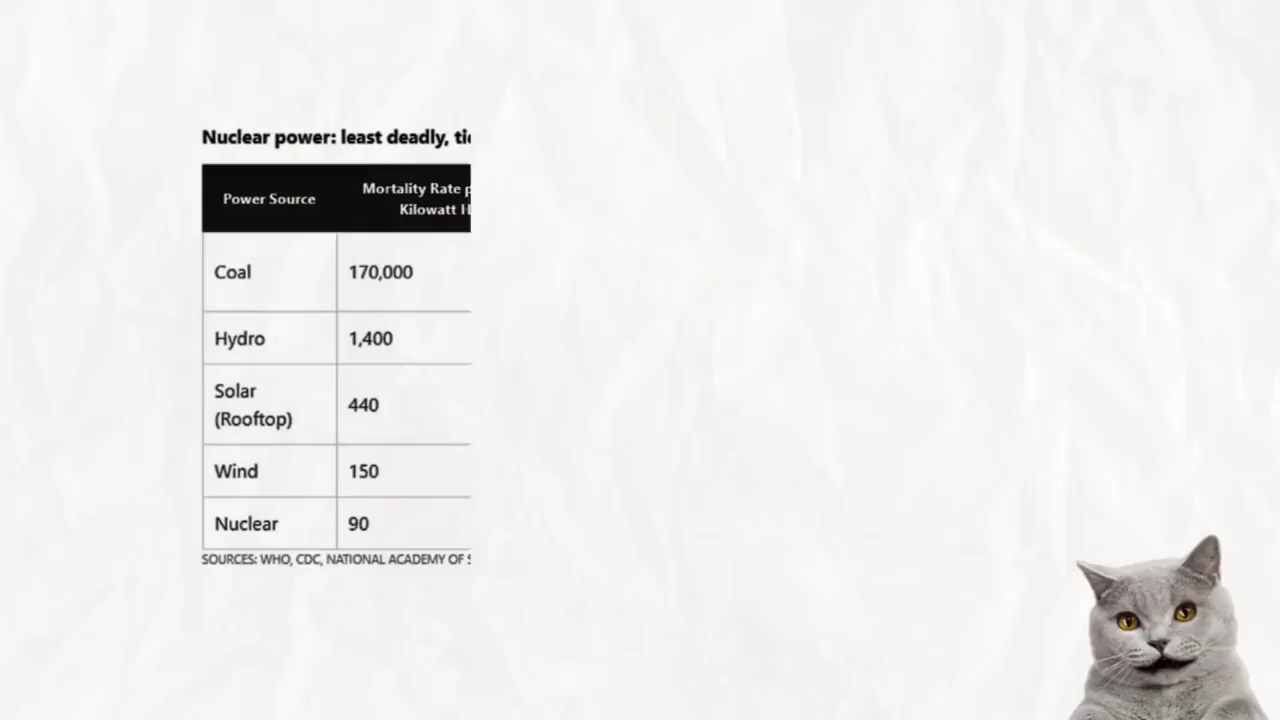 Nuclear power: least deadly,
Power Source
Mortality Rate
Kilowatt
Coal 170,000
Hydro 1,400
Solar
(Rooftop) 440
Wind 150
Nuclear 90
SOURCES: WHO, CDC, NATIONAL ACADEMY OF